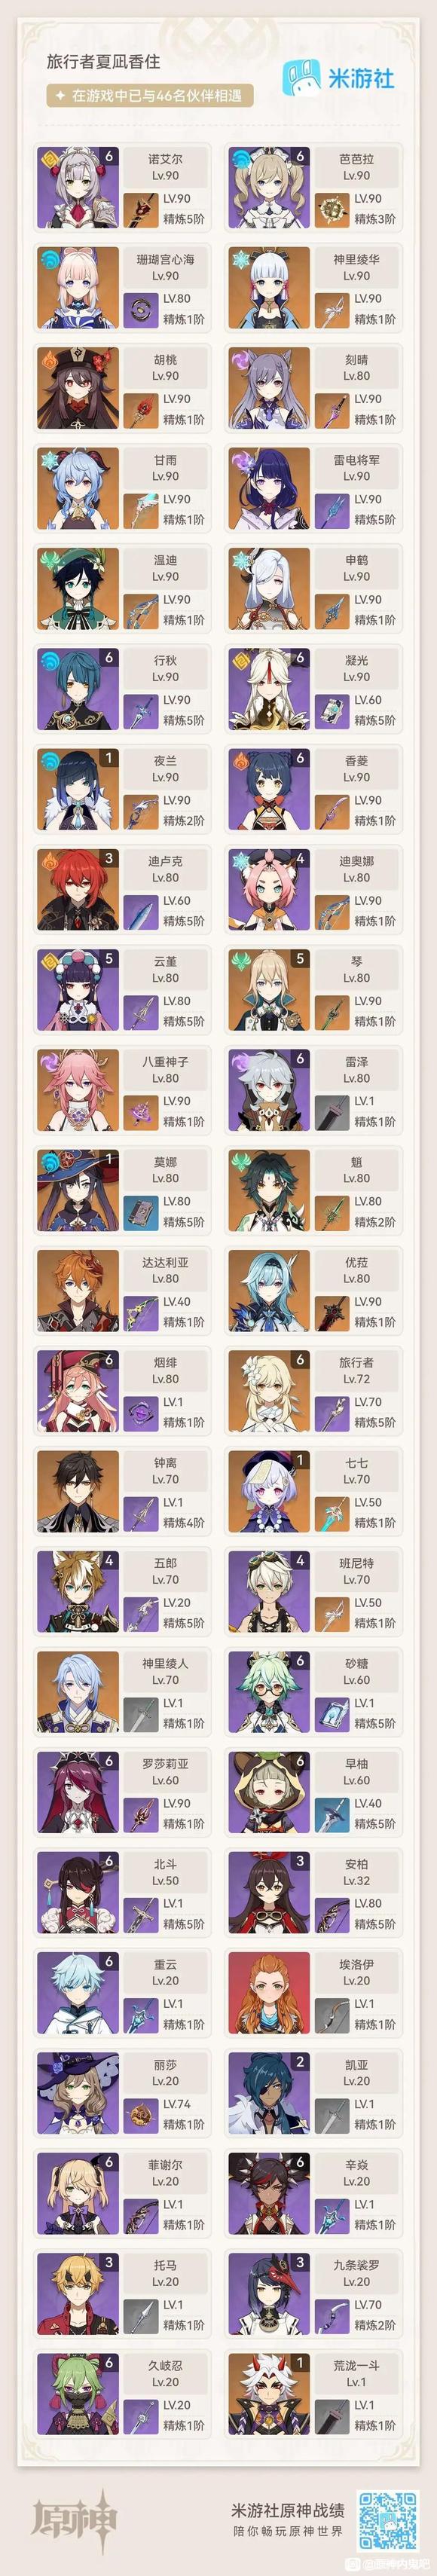 旅行者夏凪香住
米游社
在游戏中已与46名伙伴相遇
6
诺艾尔
Lv.90
LV.90
精炼5阶
6
芭芭拉
Lv.90
LV.90
精炼3阶
珊瑚宫心海
Lv.90
LV.80
精炼1阶
神里绫华
Lv.90
LV.90
精炼1阶
胡桃
Lv.90
LV.90
精炼1阶
刻晴
Lv.80
LV.90
精炼1阶
甘雨
Lv.90
LV.90
精炼1阶
雷电将军
Lv.90
LV.90
精炼5阶
温迪
Lv.90
LV.90
精炼1阶
申鹤
Lv.90
LV.90
精炼1阶
6
行秋
Lv.90
LV.90
精炼5阶
6
凝光
Lv.90
LV.60
精炼5阶
1
夜兰
Lv.90
LV.90
精炼2阶
6
香菱
Lv.90
LV.90
精炼1阶
3
迪卢克
Lv.80
LV.60
精炼5阶
4
迪奥娜
Lv.80
LV.90
精炼1阶
5
云堇
Lv.80
LV.80
精炼5阶
5
琴
Lv.80
LV.90
精炼1阶
八重神子
Lv.80
LV.90
精炼1阶
6
雷泽
Lv.80
LV.1
精炼1阶
1
莫娜
Lv.80
LV.80
精炼5阶
魈
Lv.80
LV.80
精炼2阶
达达利亚
Lv.80
LV.40
精炼1阶
优菈
Lv.80
LV.90
精炼1阶
6
烟绯
Lv.80
LV.1
精炼1阶
6
旅行者
Lv.72
LV.70
精炼5阶
钟离
Lv.70
LV.1
精炼4阶
1
七七
Lv.70
LV.50
精炼1阶
4
五郎
Lv.70
LV.20
精炼5阶
4
班尼特
Lv.70
LV.50
精炼1阶
神里绫人
Lv.70
LV.1
精炼1阶
6
砂糖
Lv.60
LV.1
精炼5阶
6
罗莎莉亚
Lv.60
LV.90
精炼1阶
6
早柚
Lv.60
LV.40
精炼5阶
6
北斗
Lv.50
LV.1
精炼5阶
3
安柏
Lv.32
LV.80
精炼5阶
6
重云
Lv.20
LV.1
精炼1阶
埃洛伊
Lv.20
LV.1
精炼1阶
丽莎
Lv.20
LV.74
精炼1阶
2
凯亚
Lv.20
LV.1
精炼1阶
6
菲谢尔
Lv.20
LV.1
精炼1阶
6
辛焱
Lv.20
LV.1
精炼1阶
3
托马
Lv.20
LV.1
精炼1阶
3
九条裟罗
Lv.20
LV.70
精炼2阶
6
久岐忍
Lv.20
LV.20
精炼1阶
1
荒泷一斗
Lv.1
LV.1
精炼1阶
原神
米游社原神战绩
陪你畅玩原神世界
@原神内鬼吧